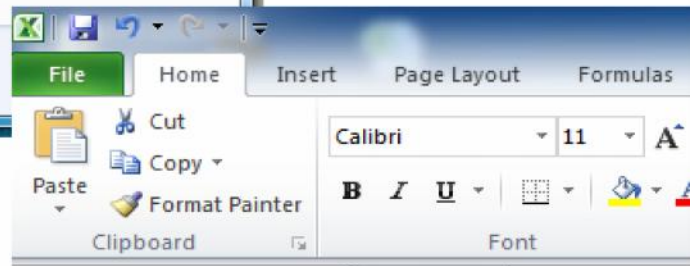 File Home Insert Page Layout Formulas
Cut
Calibri 11
Copy
Paste
Format Painter
B I U
Clipboard Font